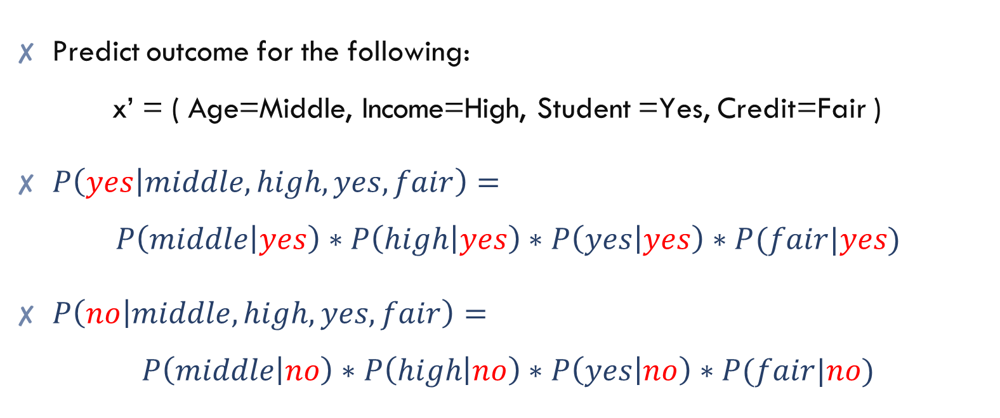 ✗ Predict outcome for the following:
x’ = ( Age=Middle, Income=High, Student =Yes, Credit=Fair )
✗ P(yes|middle, high, yes, fair) =
P(middle|yes) ∗ P(high|yes) ∗ P(yes|yes) ∗ P(fair|yes)
✗ P(no|middle, high, yes, fair) =
P(middle|no) ∗ P(high|no) ∗ P(yes|no) ∗ P(fair|no)